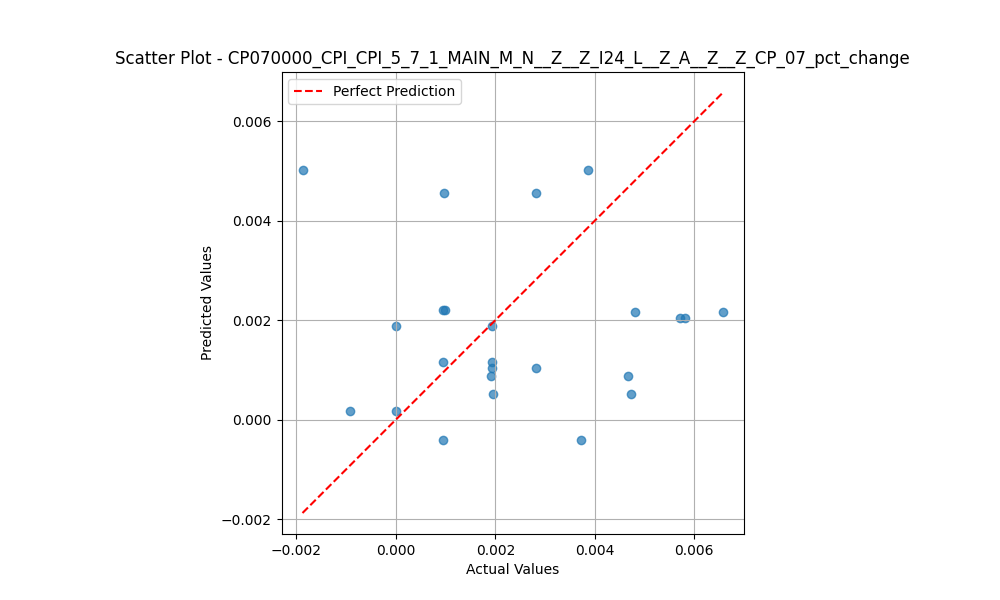 Scatter Plot - CP070000_CPI_CPI_5_7_1_MAIN_M_N__Z__Z_I24_L__Z_A__Z__Z_CP_07_pct_change
Perfect Prediction
0.006
0.004
0.002
0.000
−0.002
Predicted Values
−0.002 0.000 0.002 0.004 0.006
Actual Values